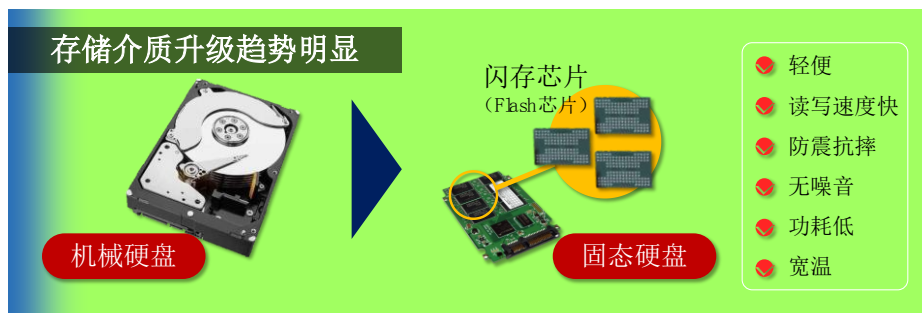 存储介质升级趋势明显
机械硬盘
闪存芯片
（Flash芯片）
固态硬盘
轻便
读写速度快
防震抗摔
无噪音
功耗低
宽温